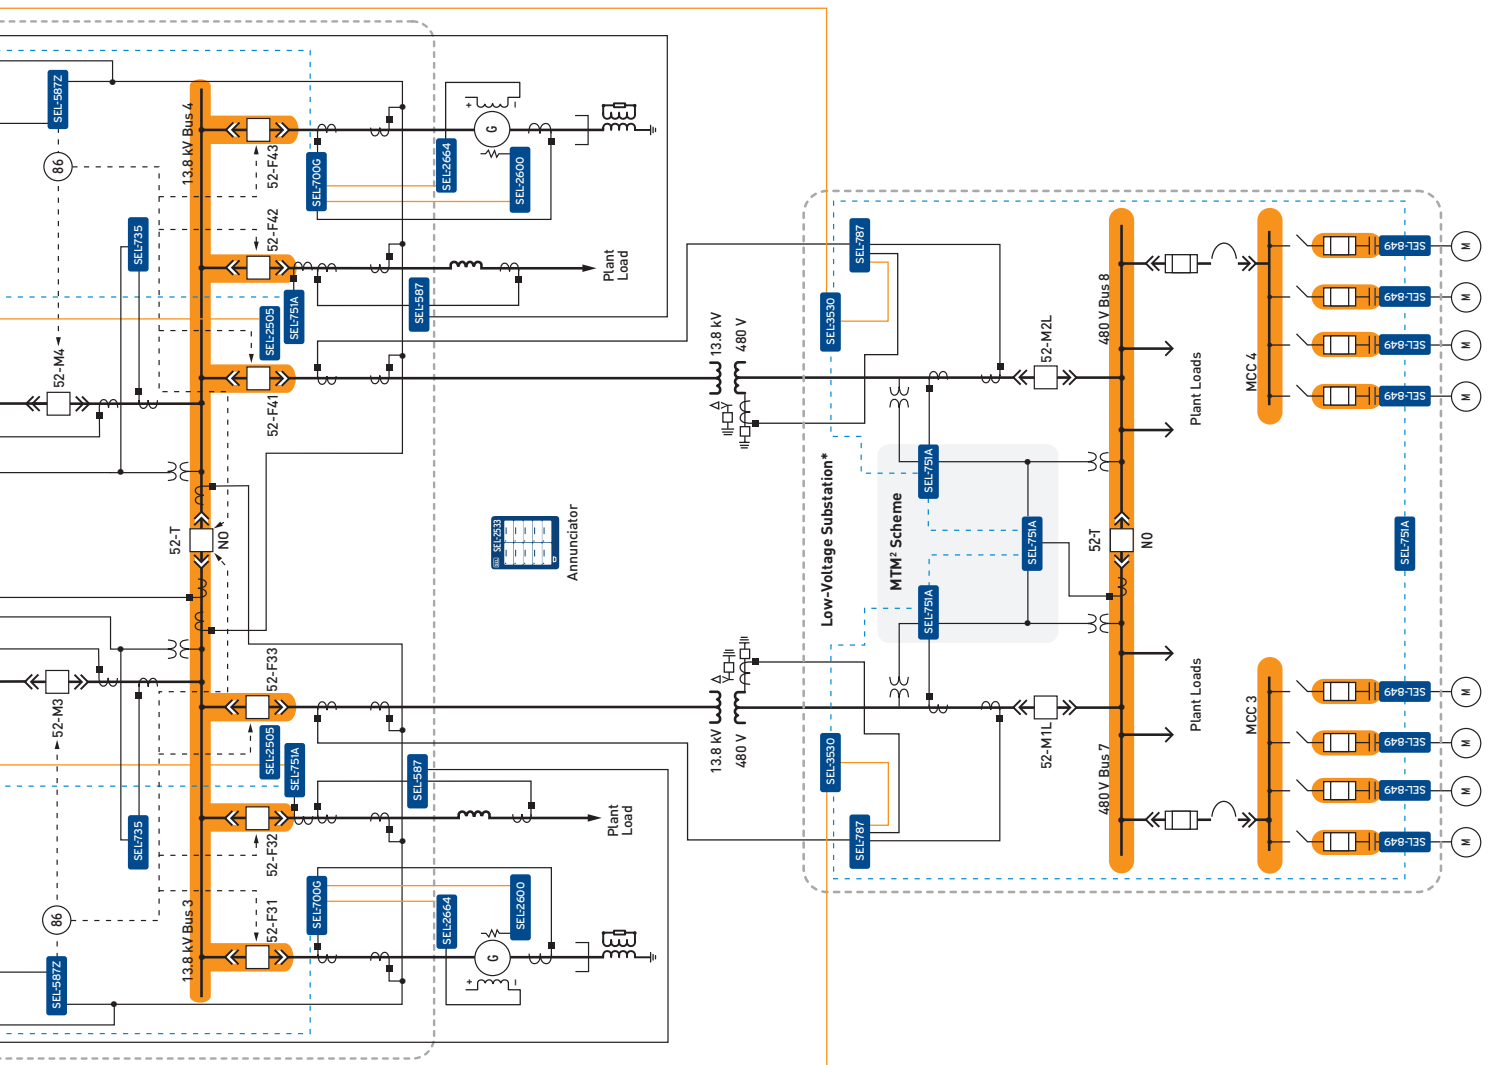 SEL-587Z
86
52-M4
SEL-735
13.8 kV Bus 4
52-F43
52-F42
52-F41
SEL-2505
SEL-751A
SEL-700G
SEL-2664
SEL-2600
G
+
−
SEL-587
Plant
Load
52-T
NO
SEL-2533
Annunciator
52-M3
86
SEL-587Z
SEL-735
13.8 kV Bus 3
52-F33
52-F32
52-F31
SEL-2505
SEL-751A
SEL-587
SEL-700G
SEL-2664
SEL-2600
G
+
−
Plant
Load
13.8 kV
480 V
Δ
Y
13.8 kV
480 V
Δ
Y
Low-Voltage Substation*
MTM² Scheme
SEL-787
SEL-3530
SEL-751A
SEL-751A
SEL-751A
SEL-3530
SEL-787
52-M2L
52-M1L
480 V Bus 8
480 V Bus 7
52-T
NO
Plant Loads
Plant Loads
MCC 4
MCC 3
SEL-849
M
SEL-849
M
SEL-849
M
SEL-849
M
SEL-751A
SEL-849
M
SEL-849
M
SEL-849
M
SEL-849
M